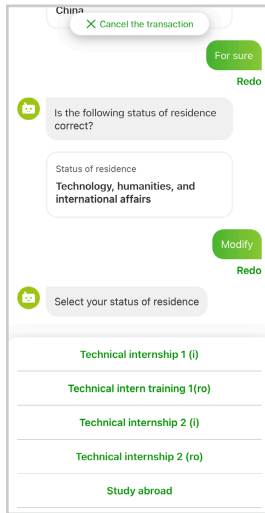 China
Cancel the transaction
For sure
Redo
Is the following status of residence
correct?
Status of residence
Technology, humanities, and
international affairs
Modify
Redo
Select your status of residence
Technical internship 1 (i)
Technical intern training 1(ro)
Technical internship 2 (i)
Technical internship 2 (ro)
Study abroad